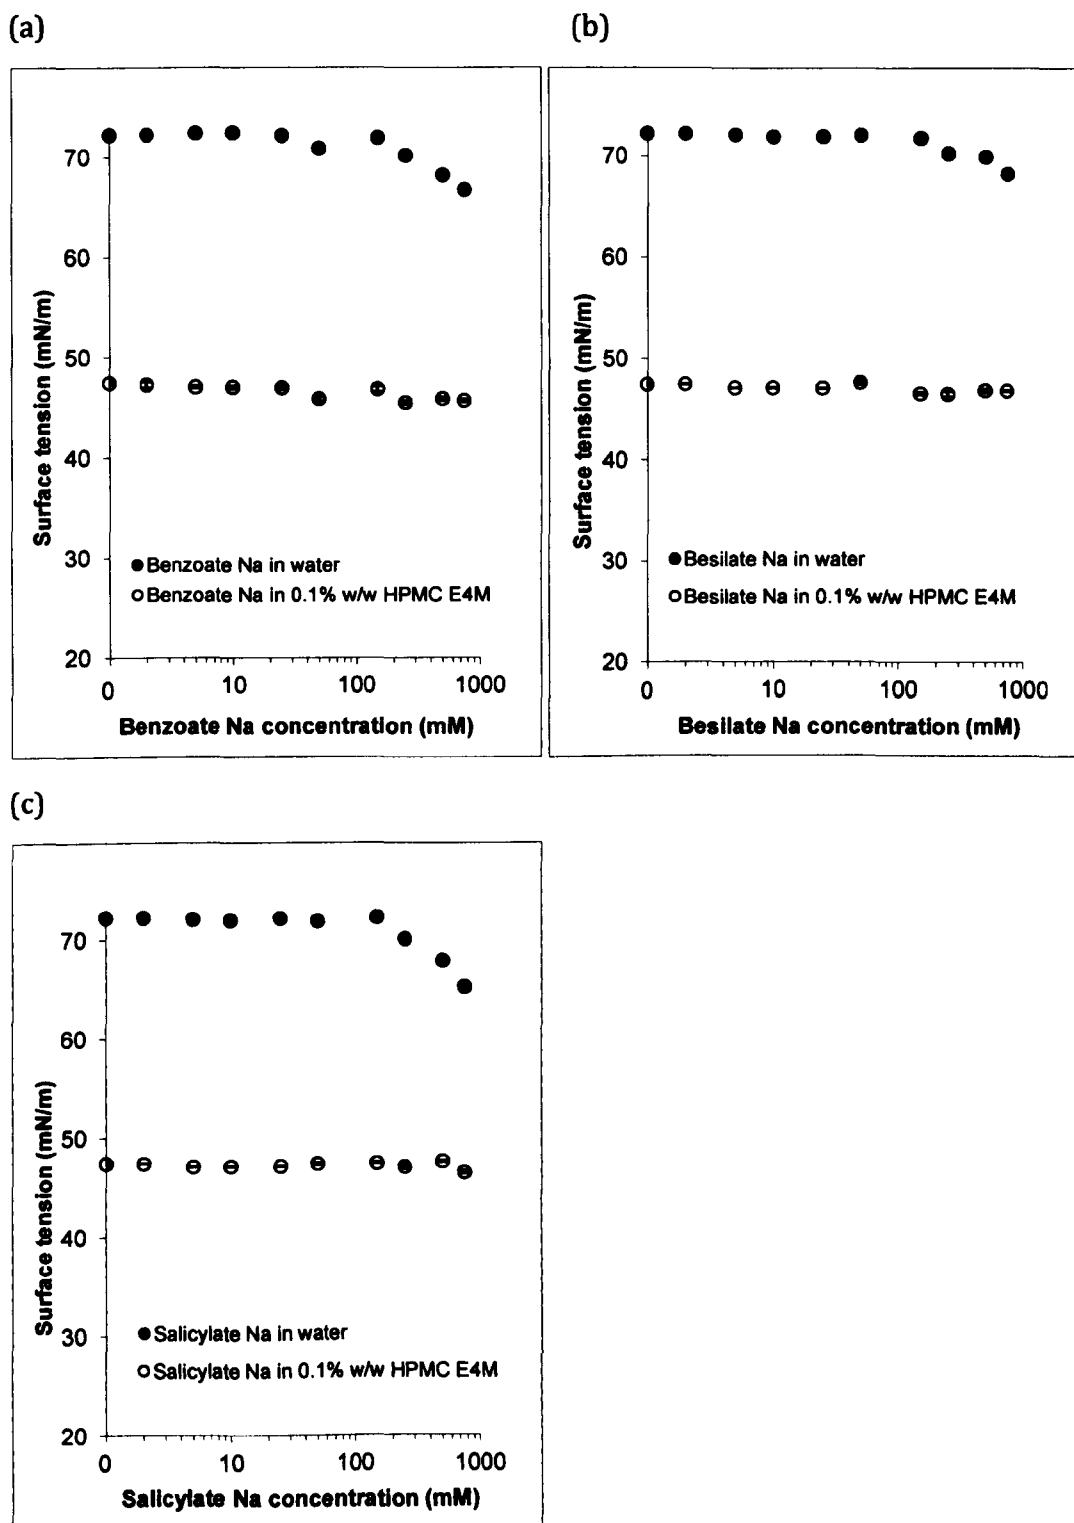 (a)
Surface tension (mN/m)
70
60
50
40
30
20
● Benzoate Na in water
○ Benzoate Na in 0.1% w/w HPMC E4M
0 10 100 1000
Benzoate Na concentration (mM)
(b)
Surface tension (mN/m)
70
60
50
40
30
20
● Besilate Na in water
○ Besilate Na in 0.1% w/w HPMC E4M
0 10 100 1000
Besilate Na concentration (mM)
(c)
Surface tension (mN/m)
70
60
50
40
30
20
● Salicylate Na in water
○ Salicylate Na in 0.1% w/w HPMC E4M
0 10 100 1000
Salicylate Na concentration (mM)